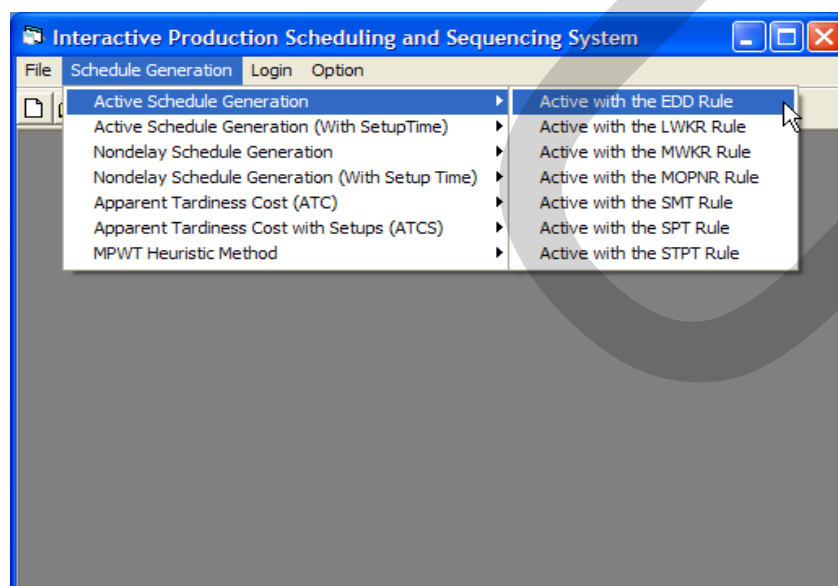 Interactive Production Scheduling and Sequencing System
File Schedule Generation Login Option
Active Schedule Generation
Active Schedule Generation (With SetupTime)
Nondelay Schedule Generation
Nondelay Schedule Generation (With Setup Time)
Apparent Tardiness Cost (ATC)
Apparent Tardiness Cost with Setups (ATCS)
MPWT Heuristic Method
Active with the EDD Rule
Active with the LWKR Rule
Active with the MWKR Rule
Active with the MOPNR Rule
Active with the SMT Rule
Active with the SPT Rule
Active with the STPT Rule